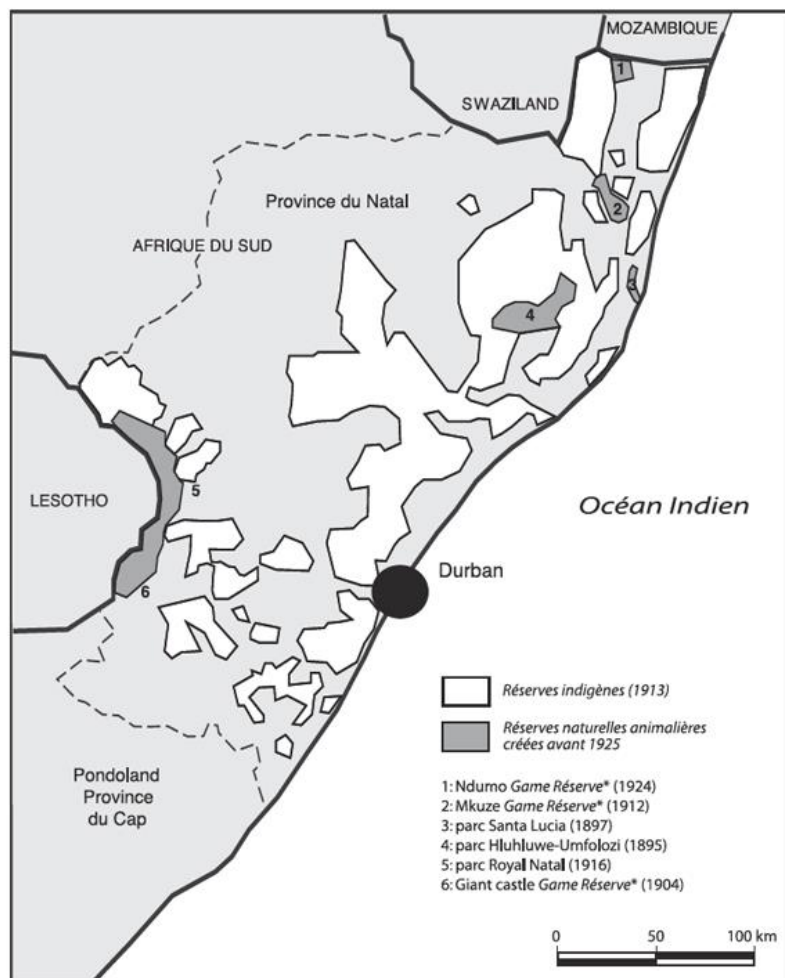 MOZAMBIQUE
1
SWAZILAND
Province du Natal
2
AFRIQUE DU SUD
3
4
LESOTHO
5
Océan Indien
Durban
6
Réserves indigènes (1913)
Réserves naturelles animalières
créées avant 1925
Pondoland
Province
du Cap
1: Ndumo Game Réserve* (1924)
2: Mkuze Game Réserve* (1912)
3: parc Santa Lucia (1897)
4: parc Hluhluwe-Umfolozi (1895)
5: parc Royal Natal (1916)
6: Giant castle Game Réserve* (1904)
0 50 100 km